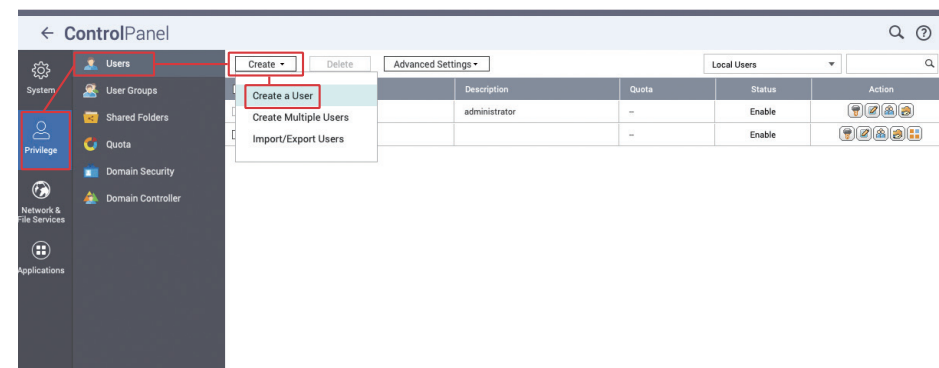 ControlPanel
System
Privilege
Network &
File Services
Applications
Users
User Groups
Shared Folders
Quota
Domain Security
Domain Controller
Create
Delete
Advanced Settings
Local Users
Create a User
Create Multiple Users
Import/Export Users
Description
Quota
Status
Action
administrator
--
Enable
--
Enable